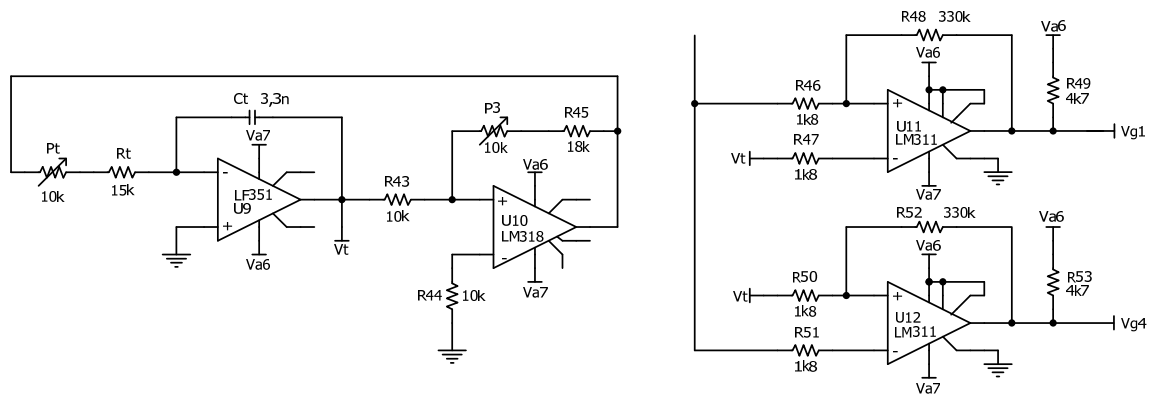 Ct 3,3n
Va7
Pt
10k
Rt
15k
-
LF351
U9
+
Va6
Vt
R43
10k
P3
10k
R45
18k
Va6
+
U10
LM318
-
Va7
R44 10k
R48 330k
Va6
Va6
R46
1k8
R49
4k7
+
U11
LM311
-
Vg1
R47
1k8
Vt
Va7
R52 330k
Va6
Va6
Vt
R50
1k8
R53
4k7
+
U12
LM311
-
Vg4
R51
1k8
Va7